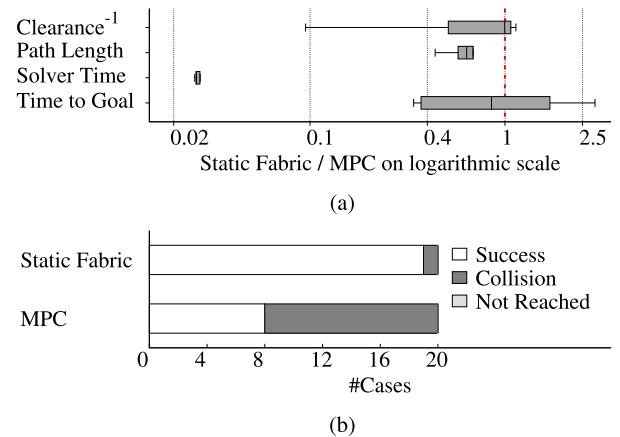 Clearance⁻¹
Path Length
Solver Time
Time to Goal
0.02 0.1 0.4 1 2.5
Static Fabric / MPC on logarithmic scale
(a)
Static Fabric
MPC
Success
Collision
Not Reached
0 4 8 12 16 20
#Cases
(b)